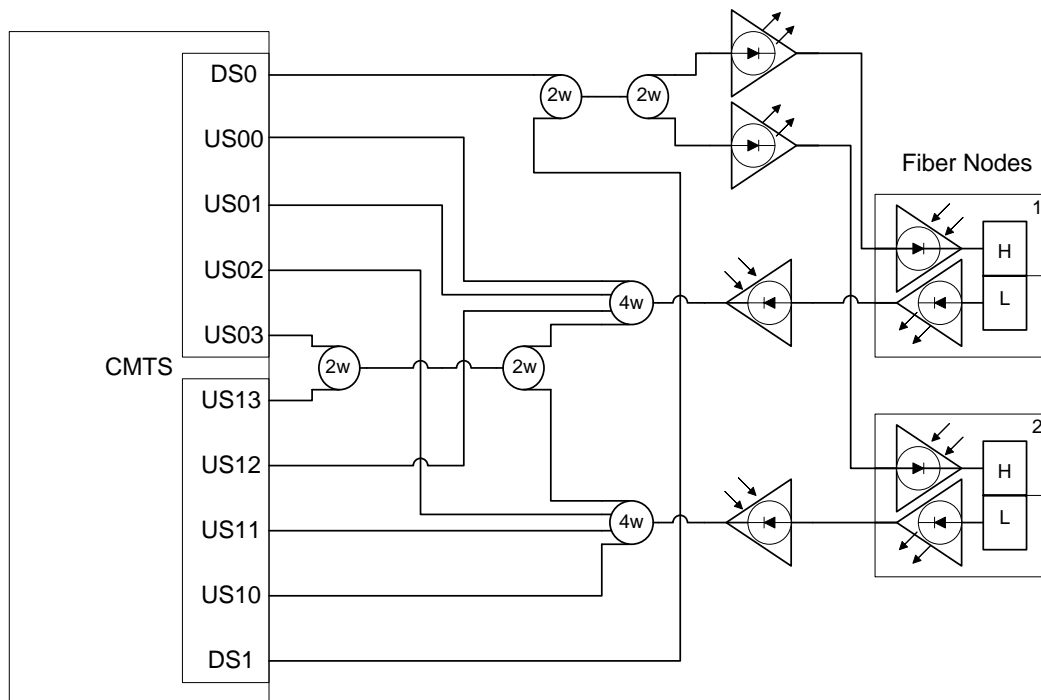 DS0
2w
2w
US00
Fiber Nodes
US01
1
H
US02
4w
L
US03
CMTS
2w
2w
US13
2
US12
H
4w
L
US11
US10
DS1